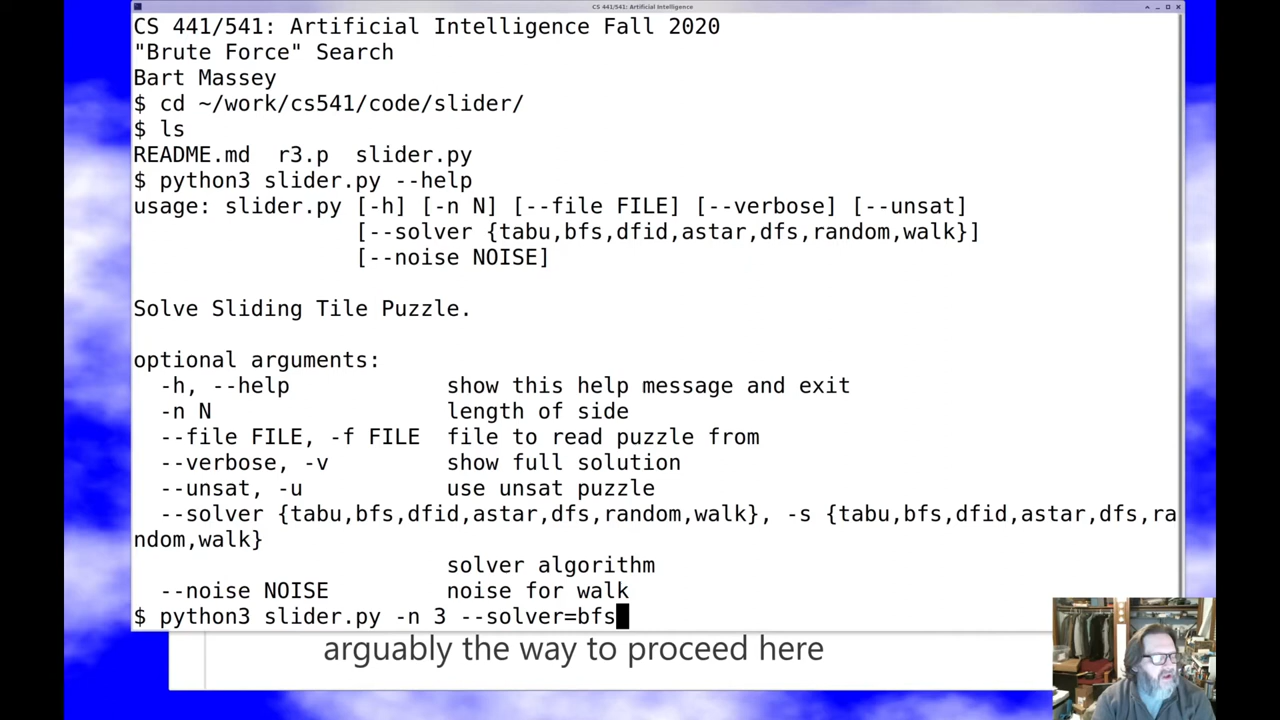 CS 441/541: Artificial Intelligence
CS 441/541: Artificial Intelligence Fall 2020
"Brute Force" Search
Bart Massey
$ cd ~/work/cs541/code/slider/
$ ls
README.md  r3.p  slider.py
$ python3 slider.py --help
usage: slider.py [-h] [-n N] [--file FILE] [--verbose] [--unsat]
                 [--solver {tabu,bfs,dfid,astar,dfs,random,walk}]
                 [--noise NOISE]
Solve Sliding Tile Puzzle.
optional arguments:
  -h, --help            show this help message and exit
  -n N                  length of side
  --file FILE, -f FILE  file to read puzzle from
  --verbose, -v         show full solution
  --unsat, -u           use unsat puzzle
  --solver {tabu,bfs,dfid,astar,dfs,random,walk}, -s {tabu,bfs,dfid,astar,dfs,ra
ndom,walk}
                        solver algorithm
  --noise NOISE         noise for walk
$ python3 slider.py -n 3 --solver=bfs
arguably the way to proceed here